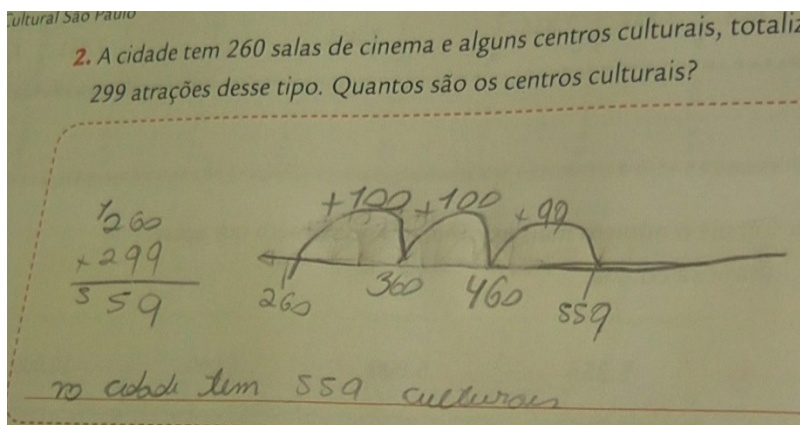 Cultural São Paulo
2. A cidade tem 260 salas de cinema e alguns centros culturais, totaliz
299 atrações desse tipo. Quantos são os centros culturais?
+100 +100 +99
1
260
+299
559
260 360 460 559
cidade tem 559 culturais